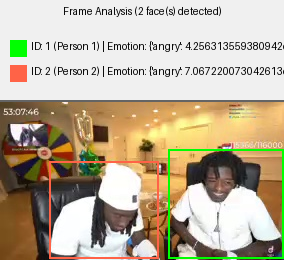 Frame Analysis (2 face(s) detected)
ID: 1 (Person 1) | Emotion: {'angry': 4.256313559380942
ID: 2 (Person 2) | Emotion: {'angry': 7.067220073042613
53:07:46